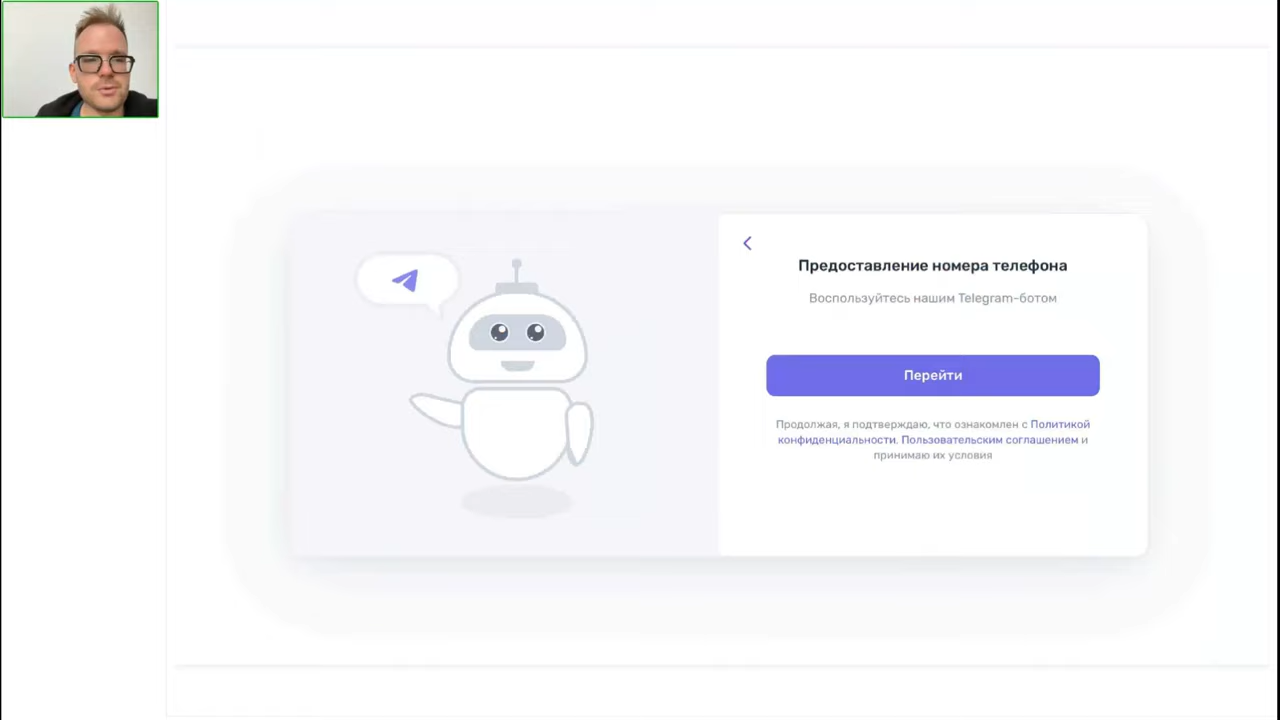 Предоставление номера телефона
Воспользуйтесь нашим Telegram-ботом
Перейти
Продолжая, я подтверждаю, что ознакомлен с Политикой
конфиденциальности. Пользовательским соглашением и
принимаю их условия